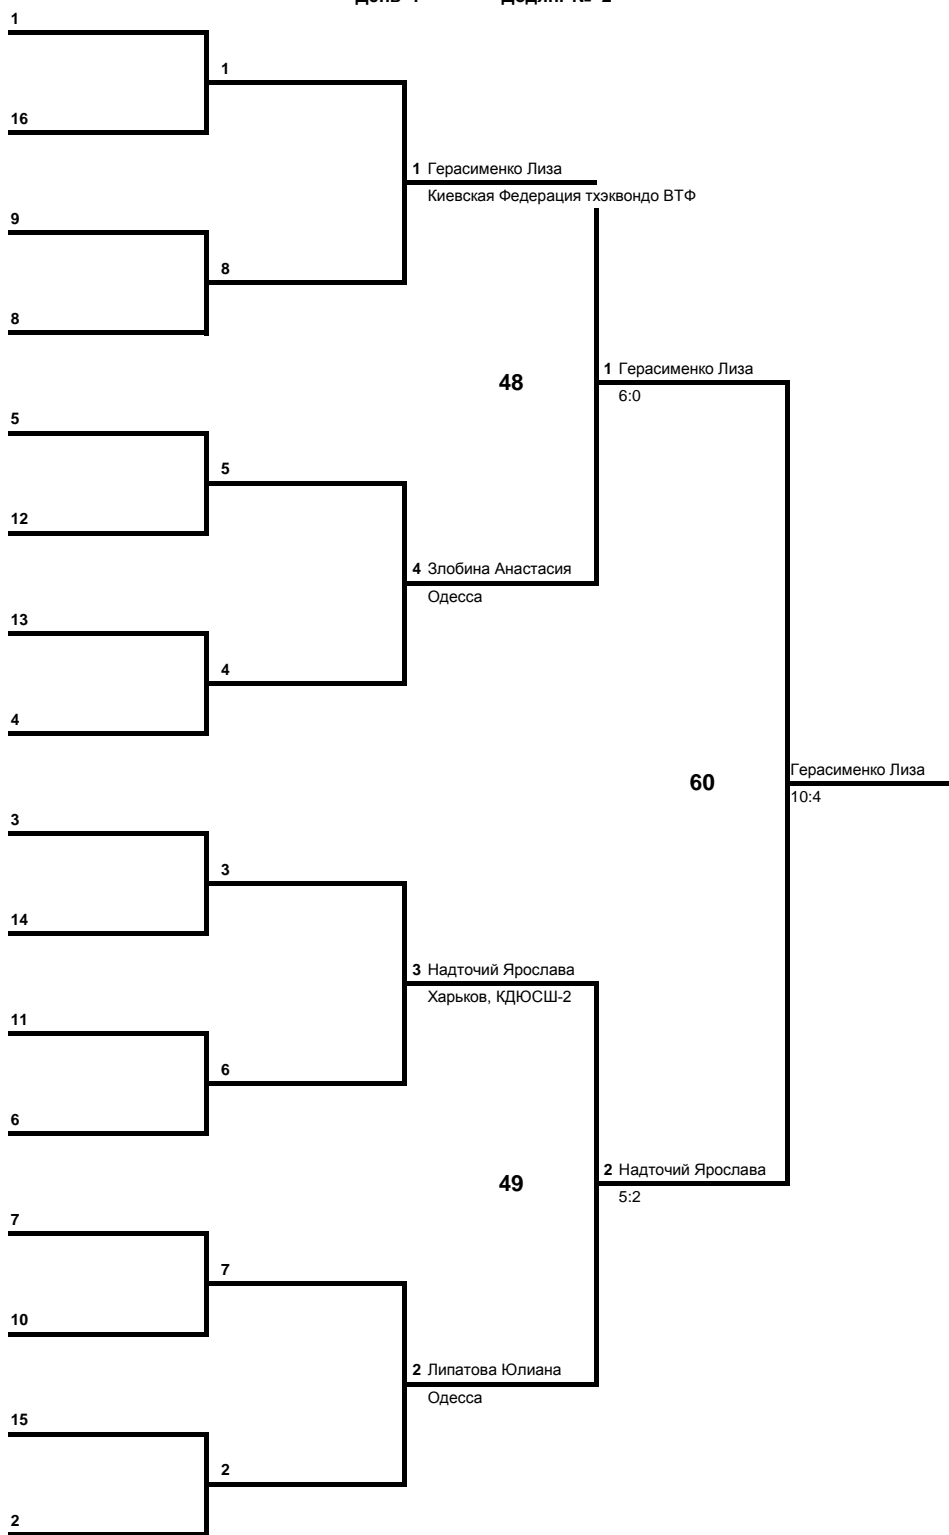 1
1
16
1 Герасименко Лиза
Киевская Федерация тхэквондо ВТФ
9
8
8
48
1 Герасименко Лиза
6:0
5
5
12
4 Злобина Анастасия
Одесса
13
4
4
60
Герасименко Лиза
10:4
3
3
14
3 Надточий Ярослава
Харьков, КДЮСШ-2
11
6
6
49
2 Надточий Ярослава
5:2
7
7
10
2 Липатова Юлиана
Одесса
15
2
2